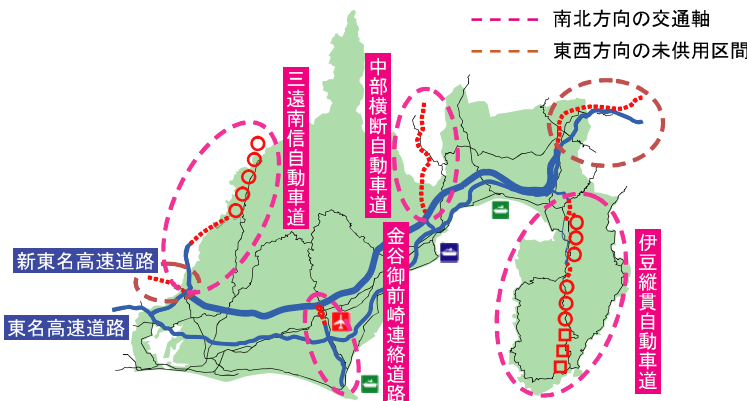 南北方向の交通軸
東西方向の未供用区間
三遠南信自動車道
中部横断自動車道
新東名高速道路
東名高速道路
金谷御前崎連絡道路
伊豆縦貫自動車道